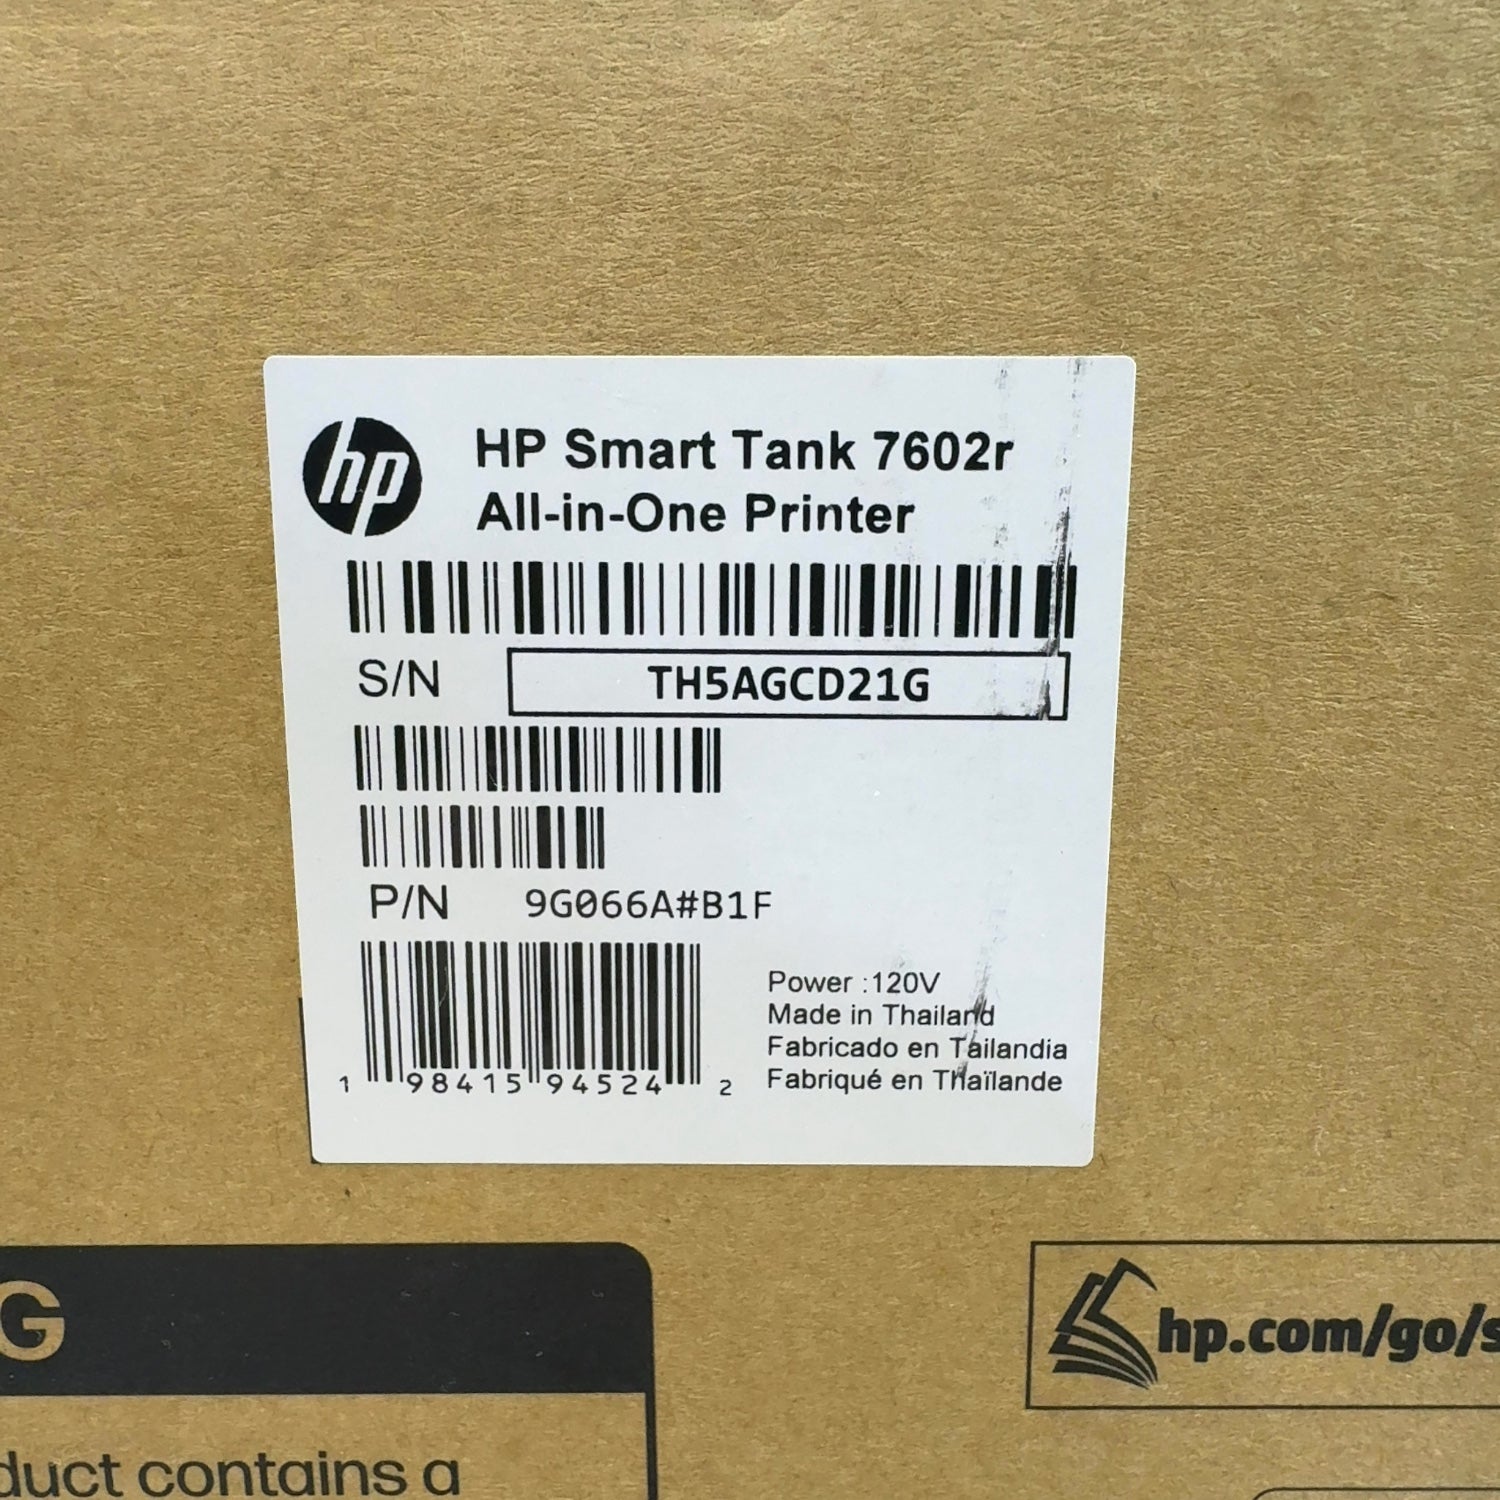 hp
HP Smart Tank 7602r
All-in-One Printer
S/N TH5AGCD21G
P/N 9G066A#B1F
1 98415 94524 2
Power :120V
Made in Thailand
Fabricado en Tailandia
Fabriqué en Thaïlande
G
duct contains a
hp.com/go/s